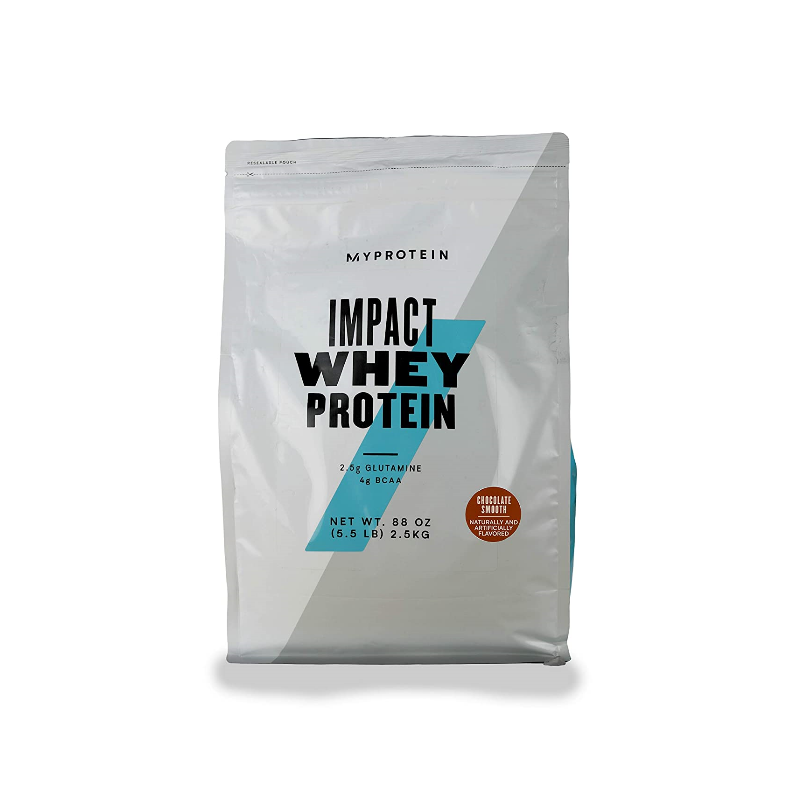 RESEALABLE POUCH
MYPROTEIN
IMPACT
WHEY
PROTEIN
2.5g GLUTAMINE
4g BCAA
NET WT. 88 OZ
(5.5 LB) 2.5KG
CHOCOLATE
SMOOTH
NATURALLY AND
ARTIFICIALLY
FLAVORED